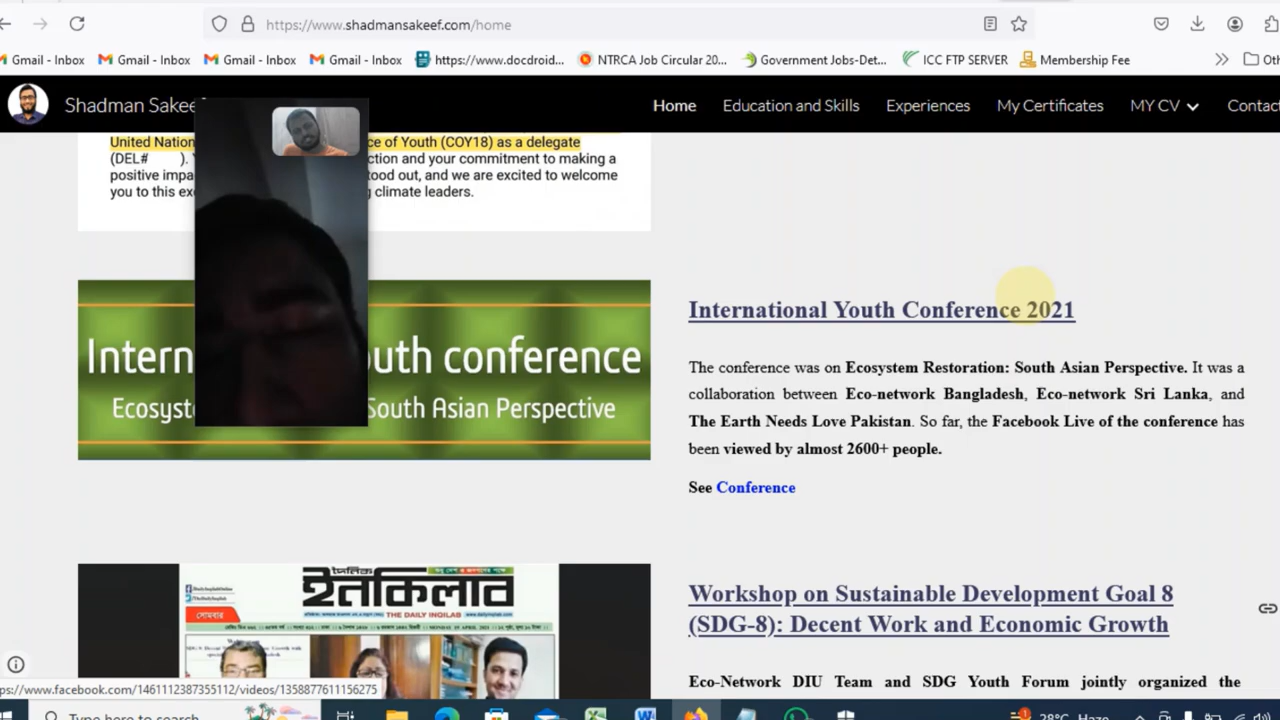 https://www.shadmansakeef.com/home
Gmail - Inbox
Gmail - Inbox
Gmail - Inbox
Gmail - Inbox
https://www.docdroid...
NTRCA Job Circular 20...
Government Jobs-Det...
ICC FTP SERVER
Membership Fee
Shadman
Home
Education and Skills
Experiences
My Certificates
MY CV
United
ce of Youth (COY18) as a delegate
(DEL# ).
ction and your commitment to making a
positive
tood out, and we are excited to welcome
you to this
climate leaders.
outh conference
South Asian Perspective
International Youth Conference 2021
The conference was on Ecosystem Restoration: South Asian Perspective. It was a
collaboration between Eco-network Bangladesh, Eco-network Sri Lanka, and
The Earth Needs Love Pakistan. So far, the Facebook Live of the conference has
been viewed by almost 2600+ people.
See Conference
দৈনিক
ইনকিলাব
THE DAILY INQILAB
সোমবার
Workshop on Sustainable Development Goal 8
(SDG-8): Decent Work and Economic Growth
Eco-Network DIU Team and SDG Youth Forum jointly organized the
ps://www.facebook.com/1461112387355112/videos/1358877611156275
Type here to search
28°C Haze